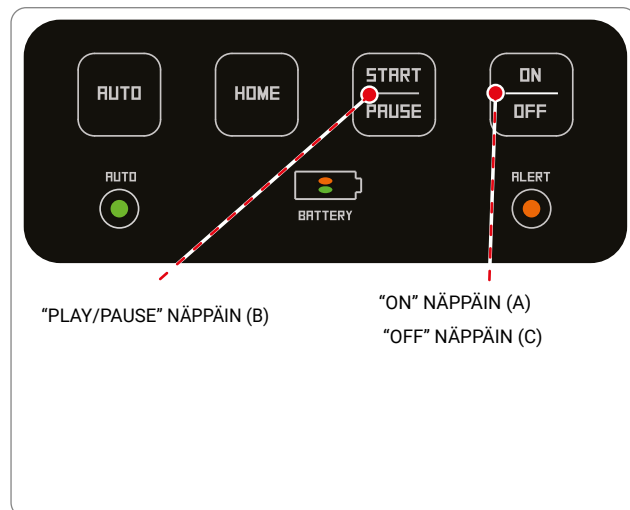 AUTO
HOME
START
PAUSE
ON
OFF
AUTO
BATTERY
ALERT
“PLAY/PAUSE” NÄPPÄIN (B)
“ON” NÄPPÄIN (A)
“OFF” NÄPPÄIN (C)